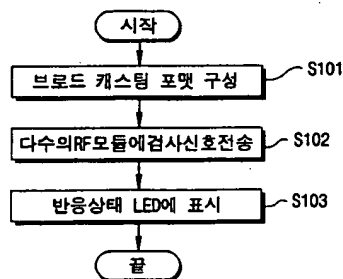 시작
브로드 캐스팅 포맷 구성
S101
다수의RF모듈에검사신호전송
S102
반응상태 LED에 표시
S103
끝